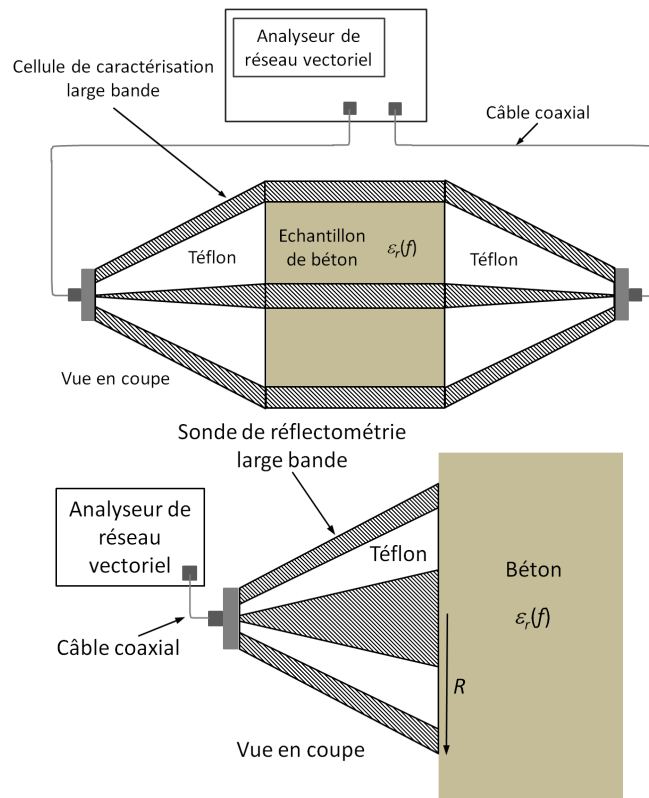 Analyseur de
réseau vectoriel
Cellule de caractérisation
large bande
Câble coaxial
Téflon
Echantillon
de béton
εr(f)
Téflon
Vue en coupe
Sonde de réflectométrie
large bande
Analyseur de
réseau
vectoriel
Téflon
Béton
εr(f)
Câble coaxial
R
Vue en coupe